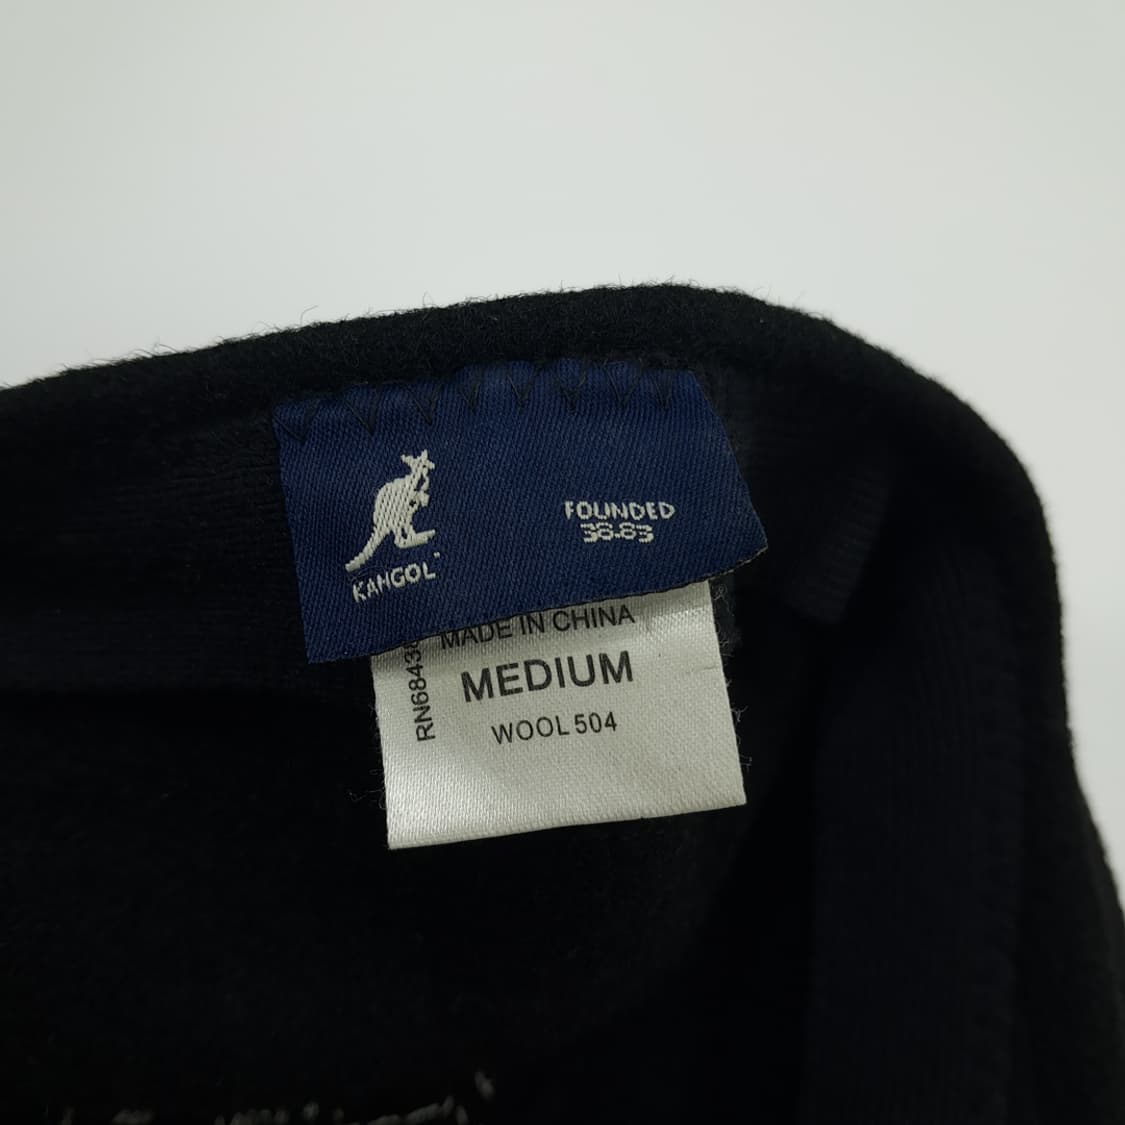 KANGOL
FOUNDED
38-83
MADE IN CHINA
MEDIUM
WOOL 504